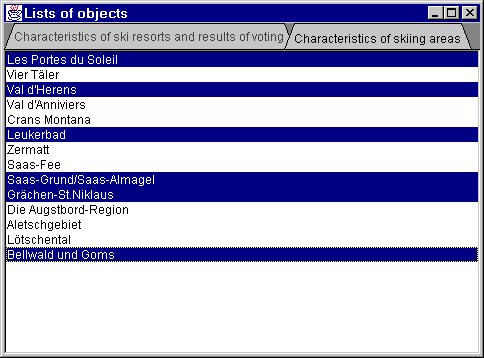 Lists of objects
Characteristics of ski resorts and results of voting
Characteristics of skiing areas
Les Portes du Soleil
Vier Täler
Val d'Herens
Val d'Anniviers
Crans Montana
Leukerbad
Zermatt
Saas-Fee
Saas-Grund/Saas-Almagel
Grächen-St.Niklaus
Die Augstbord-Region
Aletschgebiet
Lötschental
Bellwald und Goms